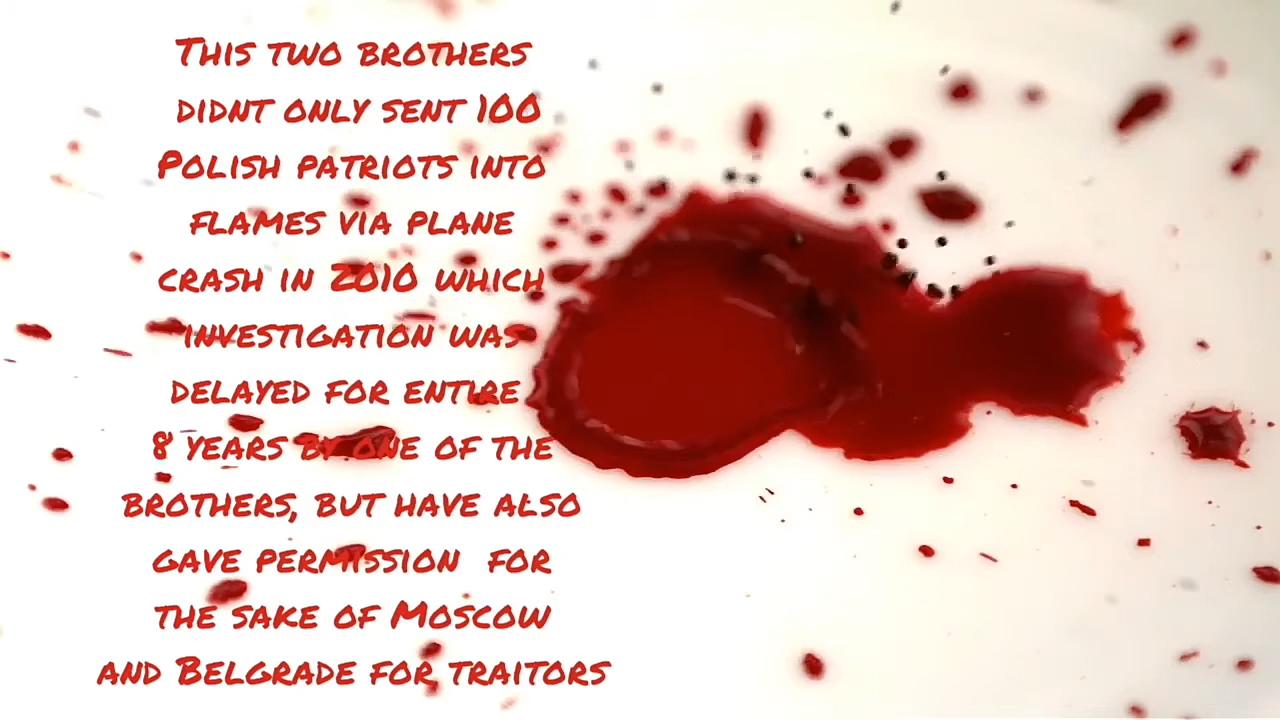 This two brothers
didnt only sent 100
Polish patriots into
flames via plane
crash in 2010 which
investigation was
delayed for entire
8 years by one of the
brothers, but have also
gave permission for
the sake of Moscow
and Belgrade for traitors